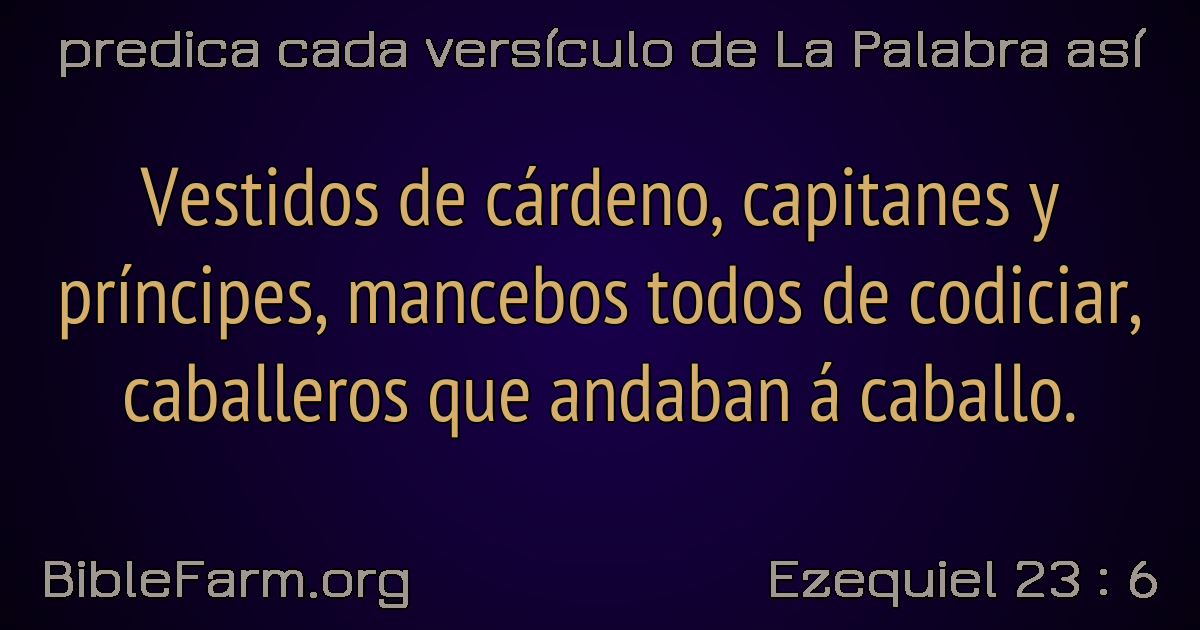 predica cada versículo de La Palabra así
Vestidos de cárdeno, capitanes y
príncipes, mancebos todos de codiciar,
caballeros que andaban á caballo.
BibleFarm.org
Ezequiel 23 : 6